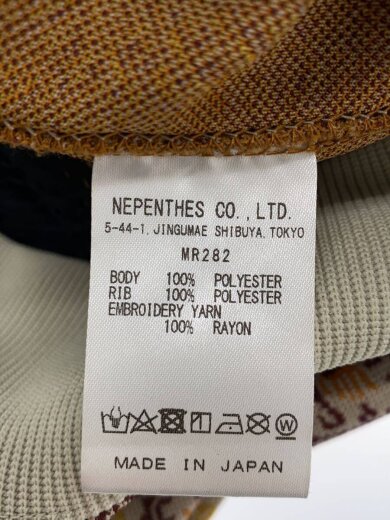 NEPENTHES CO., LTD.
5-44-1, JINGUMAE SHIBUYA, TOKYO
MR282
BODY 100% POLYESTER
RIB 100% POLYESTER
EMBROIDERY YARN
100% RAYON
MADE IN JAPAN